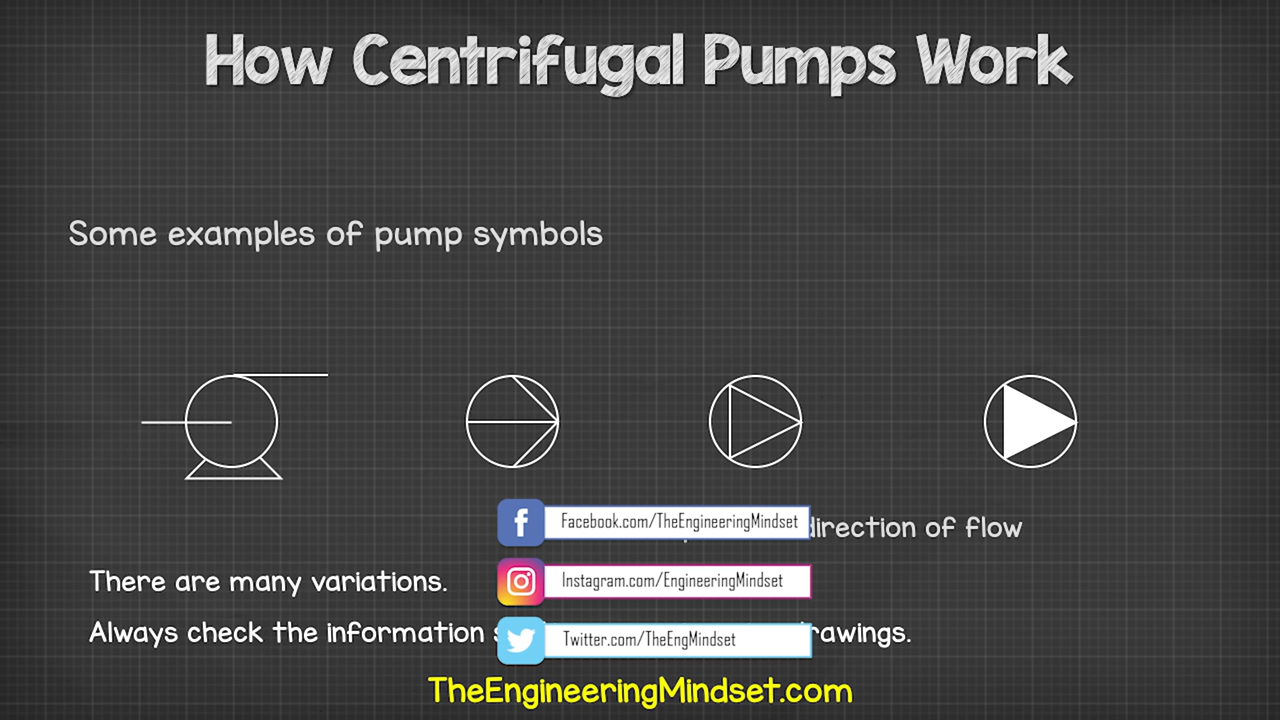 How Centrifugal Pumps Work
Some examples of pump symbols
Facebook.com/TheEngineeringMindset
direction of flow
There are many variations.
Instagram.com/EngineeringMindset
Always check the information
Twitter.com/TheEngMindset
drawings.
TheEngineeringMindset.com